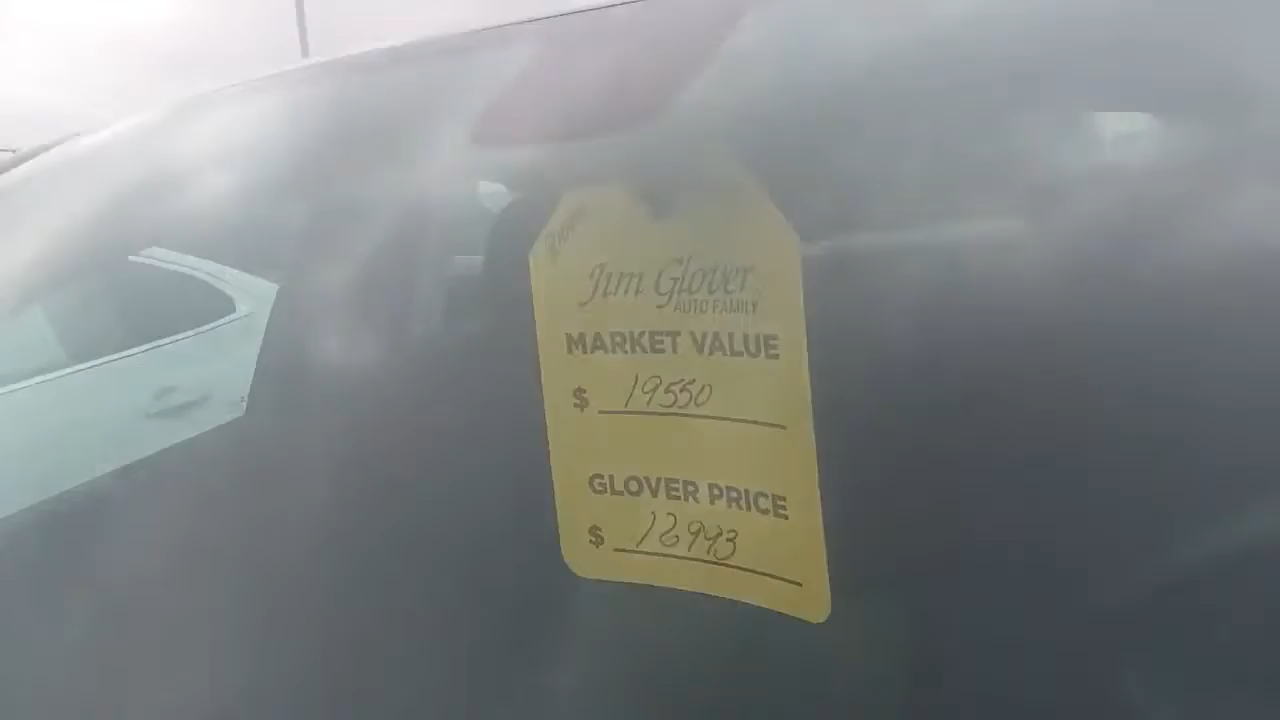 Jim Glover
AUTO FAMILY
MARKET VALUE
$ 19550
GLOVER PRICE
$ 12993